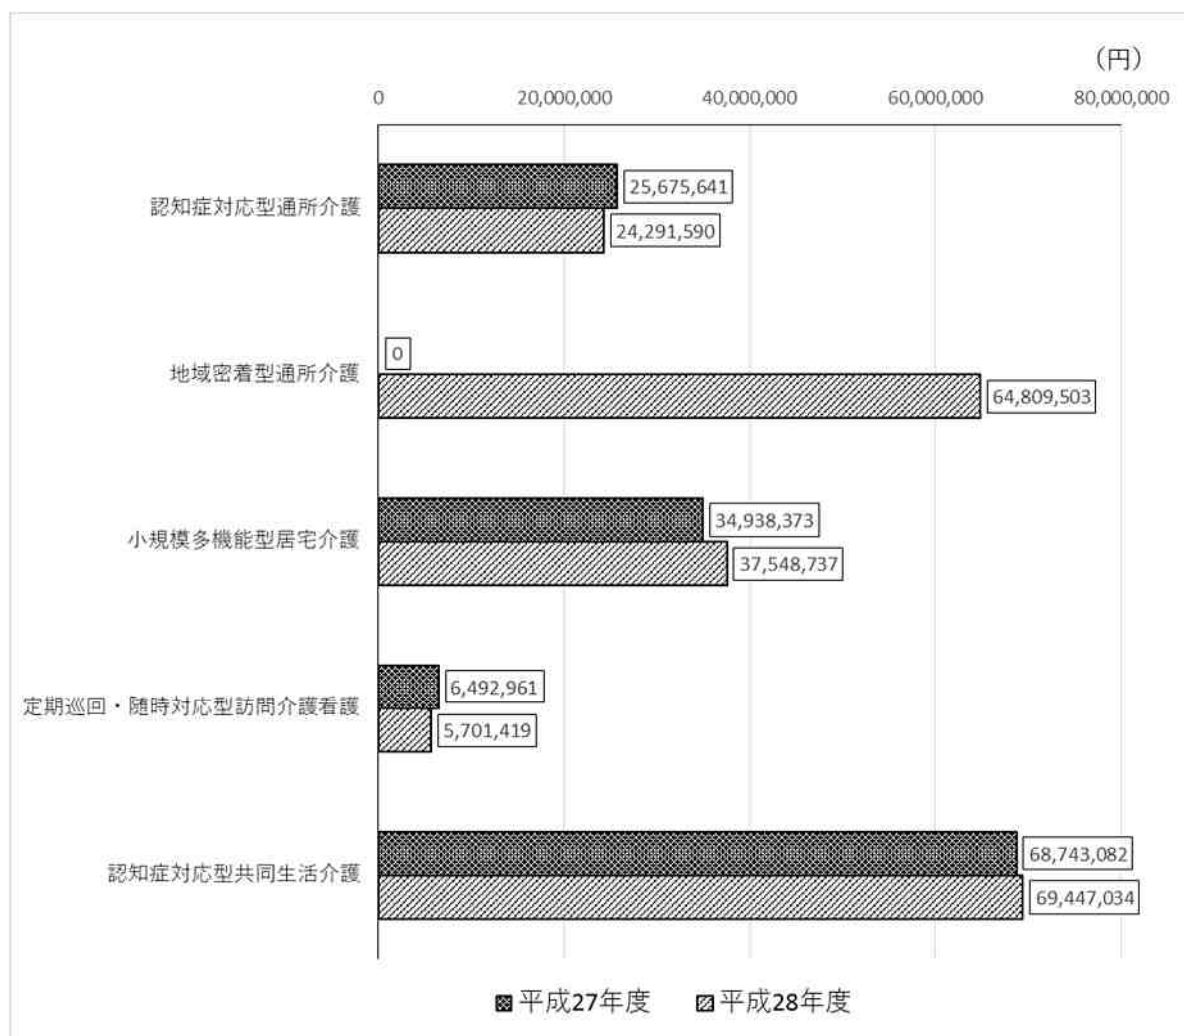 （円）
0 20,000,000 40,000,000 60,000,000 80,000,000
認知症対応型通所介護
25,675,641
24,291,590
地域密着型通所介護
0
64,809,503
小規模多機能型居宅介護
34,938,373
37,548,737
定期巡回・随時対応型訪問介護看護
6,492,961
5,701,419
認知症対応型共同生活介護
68,743,082
69,447,034
平成27年度 平成28年度